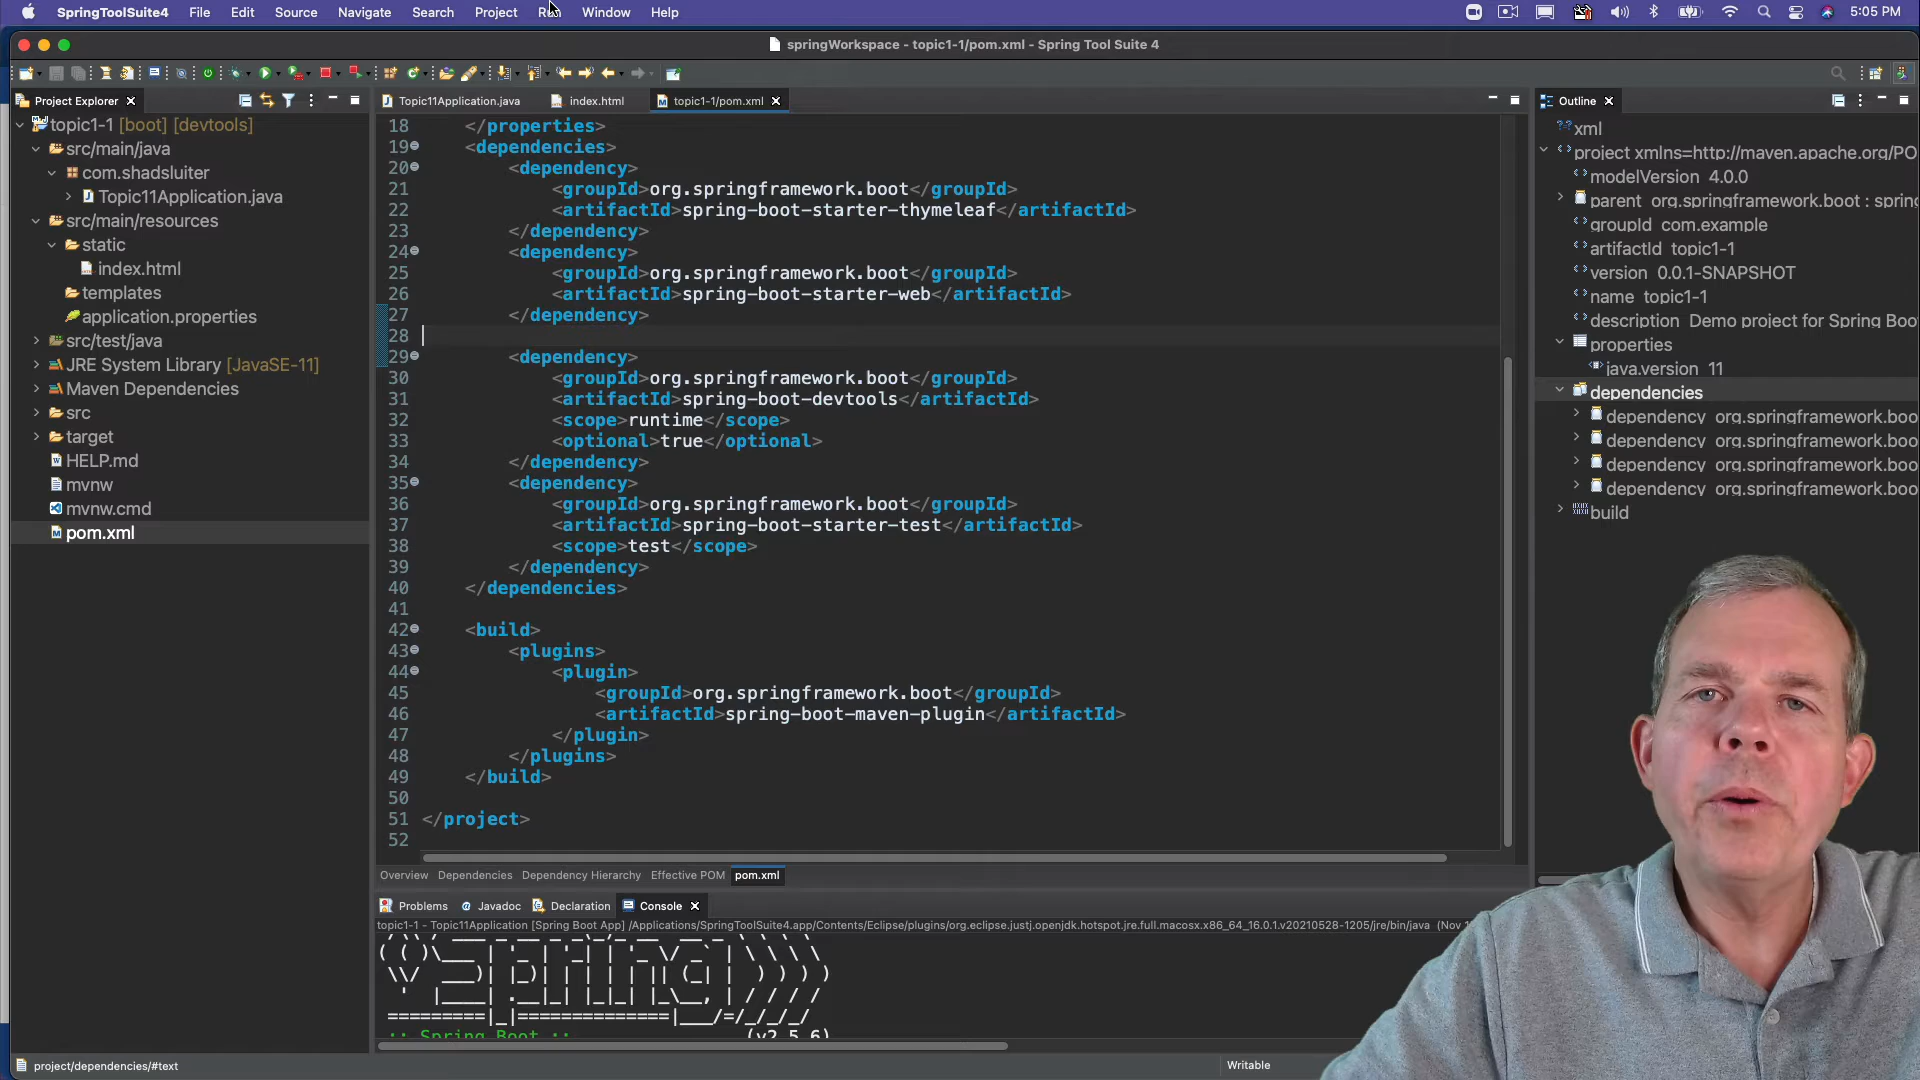 SpringToolSuite4 File Edit Source Navigate Search Project Window Help 5:05 PM
springWorkspace - topic1-1/pom.xml - Spring Tool Suite 4
Project Explorer
topic1-1 [boot] [devtools]
src/main/java
com.shadsluiter
Topic11Application.java
src/main/resources
static
index.html
templates
application.properties
src/test/java
JRE System Library [JavaSE-11]
Maven Dependencies
src
target
HELP.md
mvnw
mvnw.cmd
pom.xml
Topic11Application.java index.html topic1-1/pom.xml
18 </properties>
19 <dependencies>
20 <dependency>
21 <groupId>org.springframework.boot</groupId>
22 <artifactId>spring-boot-starter-thymeleaf</artifactId>
23 </dependency>
24 <dependency>
25 <groupId>org.springframework.boot</groupId>
26 <artifactId>spring-boot-starter-web</artifactId>
27 </dependency>
28
29 <dependency>
30 <groupId>org.springframework.boot</groupId>
31 <artifactId>spring-boot-devtools</artifactId>
32 <scope>runtime</scope>
33 <optional>true</optional>
34 </dependency>
35 <dependency>
36 <groupId>org.springframework.boot</groupId>
37 <artifactId>spring-boot-starter-test</artifactId>
38 <scope>test</scope>
39 </dependency>
40 </dependencies>
41
42 <build>
43 <plugins>
44 <plugin>
45 <groupId>org.springframework.boot</groupId>
46 <artifactId>spring-boot-maven-plugin</artifactId>
47 </plugin>
48 </plugins>
49 </build>
50
51 </project>
52
Overview Dependencies Dependency Hierarchy Effective POM pom.xml
Problems Javadoc Declaration Console
topic1-1 - Topic11Application [Spring Boot App] /Applications/SpringToolSuite4.app/Contents/Eclipse/plugins/org.eclipse.justj.openjdk.hotspot.jre.full.macosx.x86_64_16.0.1.v20210528-1205/jre/bin/java (Nov
:: Spring Boot :: (v2.5.6)
Outline
xml
project xmlns=http://maven.apache.org/PO
modelVersion 4.0.0
parent org.springframework.boot : spring
groupId com.example
artifactId topic1-1
version 0.0.1-SNAPSHOT
name topic1-1
description Demo project for Spring Boo
properties
java.version 11
dependencies
dependency org.springframework.boo
dependency org.springframework.boo
dependency org.springframework.boo
dependency org.springframework.boo
build
project/dependencies/#text
Writable